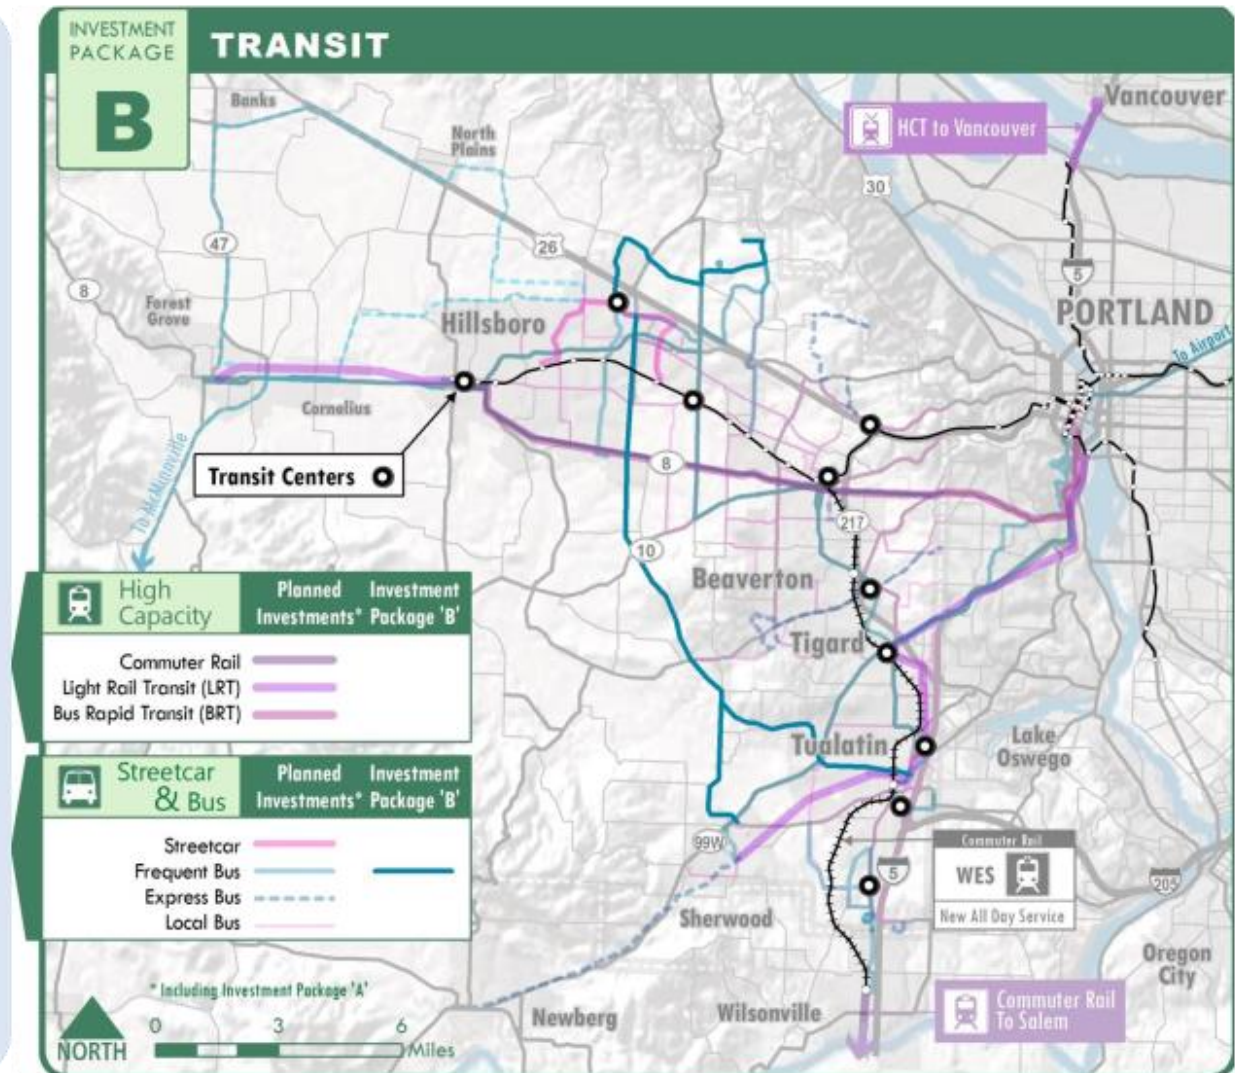 INVESTMENT
PACKAGE
B
TRANSIT
Banks
North
Plains
HCT to Vancouver
Vancouver
30
47
26
5
8
Forest
Grove
Hillsboro
PORTLAND
To Airport
Cornelius
Transit Centers
8
To McMinnville
217
10
Beaverton
Tigard
High
Capacity
Planned
Investments*
Investment
Package 'B'
Commuter Rail
Light Rail Transit (LRT)
Bus Rapid Transit (BRT)
Tualatin
Lake
Oswego
Streetcar
& Bus
Planned
Investments*
Investment
Package 'B'
Streetcar
Frequent Bus
Express Bus
Local Bus
99W
Commuter Rail
WES
New All Day Service
5
205
Sherwood
Oregon
City
* Including Investment Package 'A'
0 3 6
Miles
NORTH
Newberg
Wilsonville
Commuter Rail
To Salem